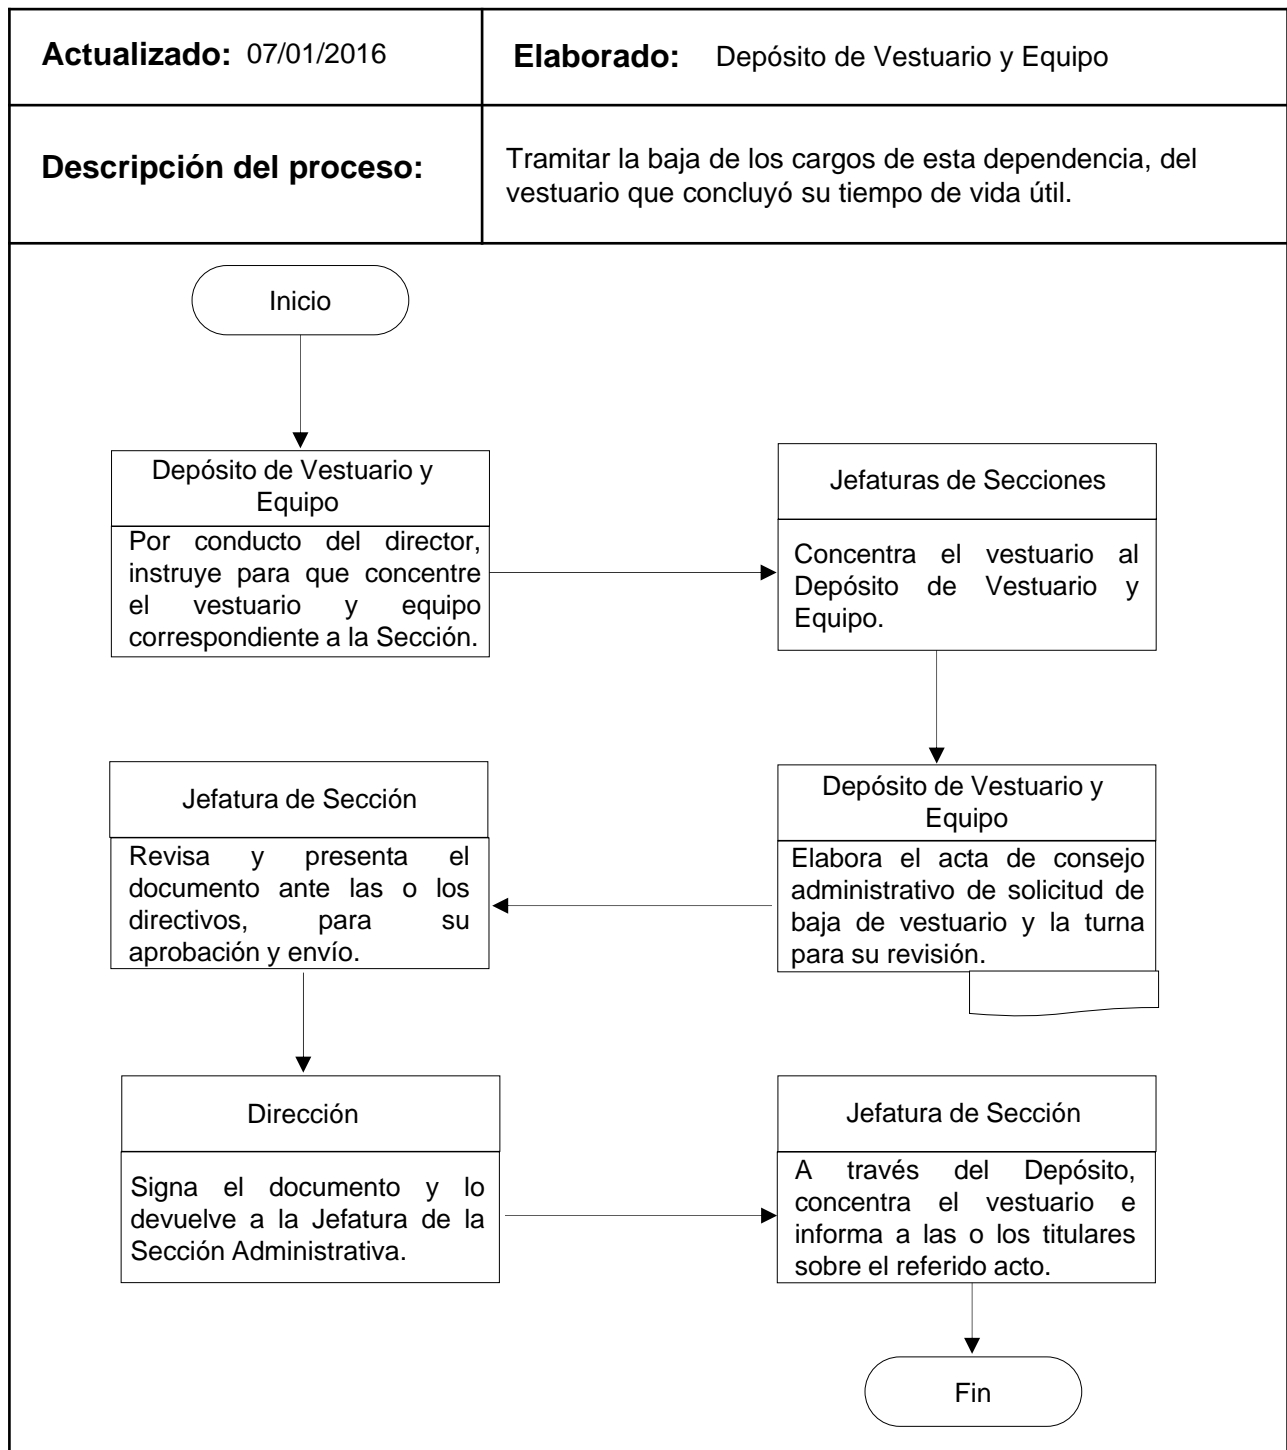 Actualizado: 07/01/2016
Elaborado: Depósito de Vestuario y Equipo
Descripción del proceso:
Tramitar la baja de los cargos de esta dependencia, del
vestuario que concluyó su tiempo de vida útil.
Inicio
Depósito de Vestuario y
Equipo
Por conducto del director,
instruye para que concentre
el vestuario y equipo
correspondiente a la Sección.
Jefaturas de Secciones
Concentra el vestuario al
Depósito de Vestuario y
Equipo.
Depósito de Vestuario y
Equipo
Elabora el acta de consejo
administrativo de solicitud de
baja de vestuario y la turna
para su revisión.
Jefatura de Sección
Revisa y presenta el
documento ante las o los
directivos, para su
aprobación y envío.
Dirección
Signa el documento y lo
devuelve a la Jefatura de la
Sección Administrativa.
Jefatura de Sección
A través del Depósito,
concentra el vestuario e
informa a las o los titulares
sobre el referido acto.
Fin